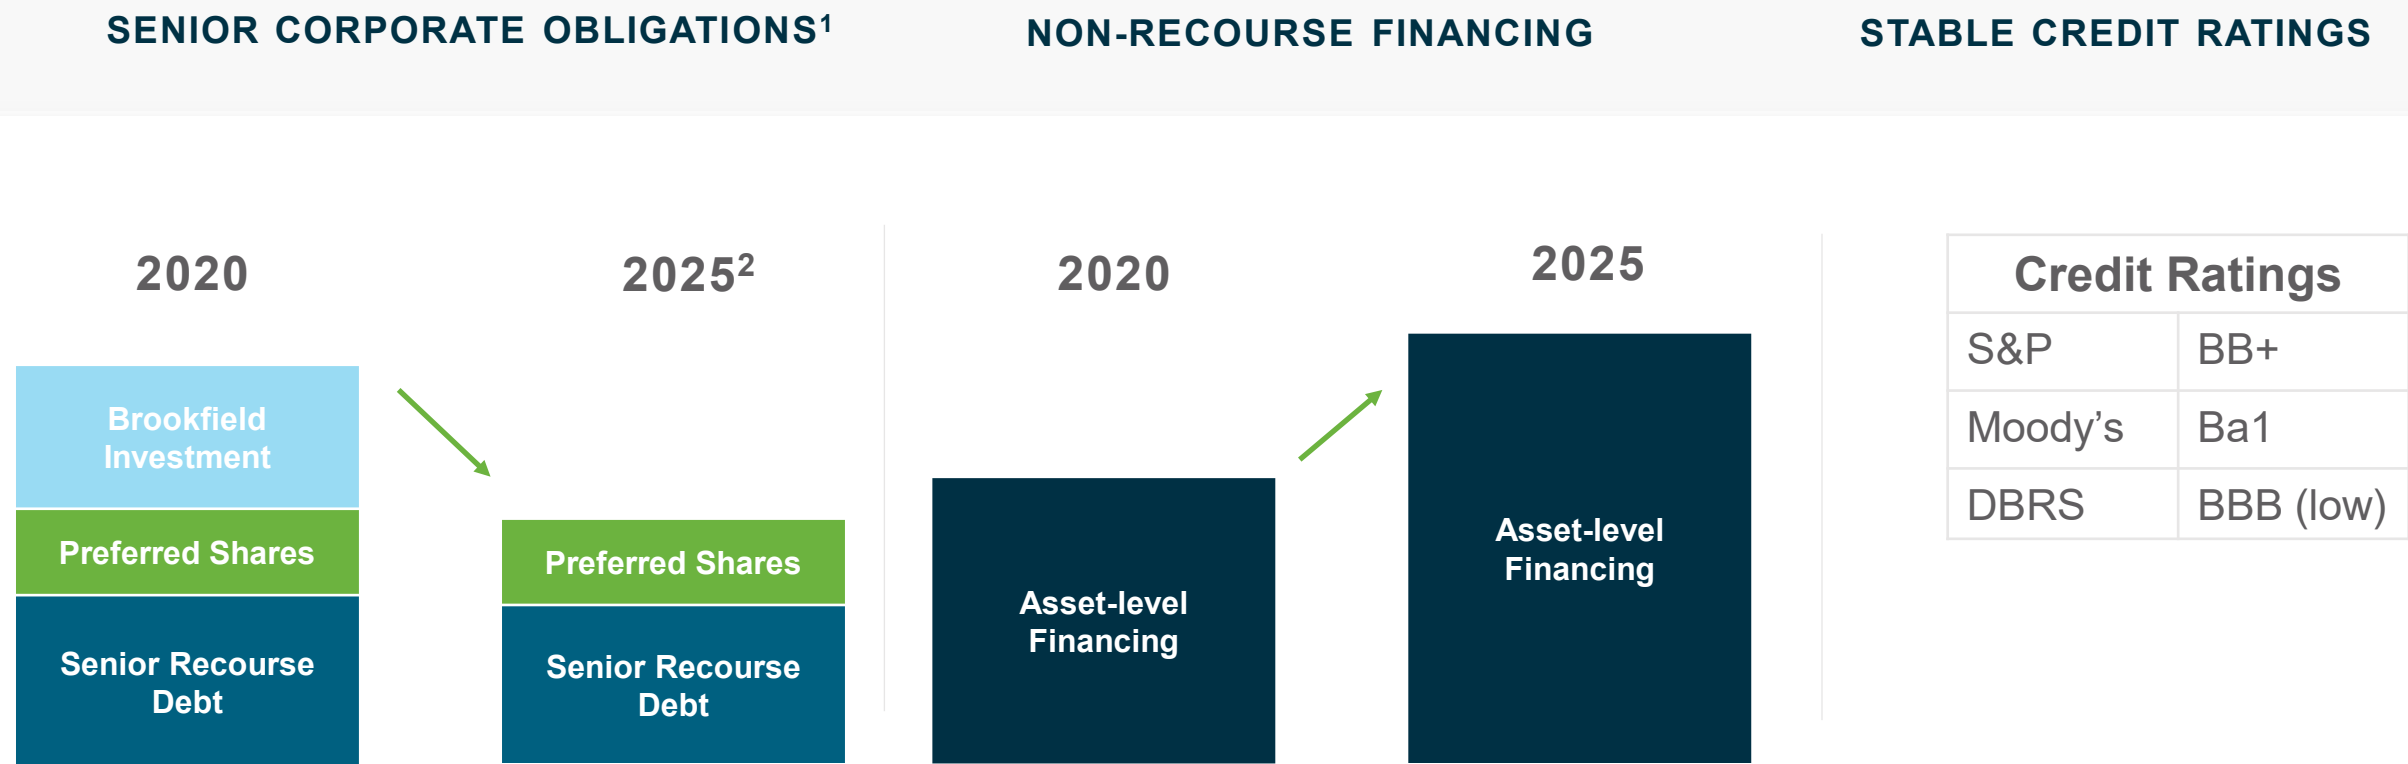 SENIOR CORPORATE OBLIGATIONS¹
NON-RECOURSE FINANCING
STABLE CREDIT RATINGS
2020
2025²
Brookfield
Investment
Preferred Shares
Senior Recourse
Debt
Preferred Shares
Senior Recourse
Debt
2020
2025
Asset-level
Financing
Asset-level
Financing
Credit Ratings
S&P BB+
Moody’s Ba1
DBRS BBB (low)